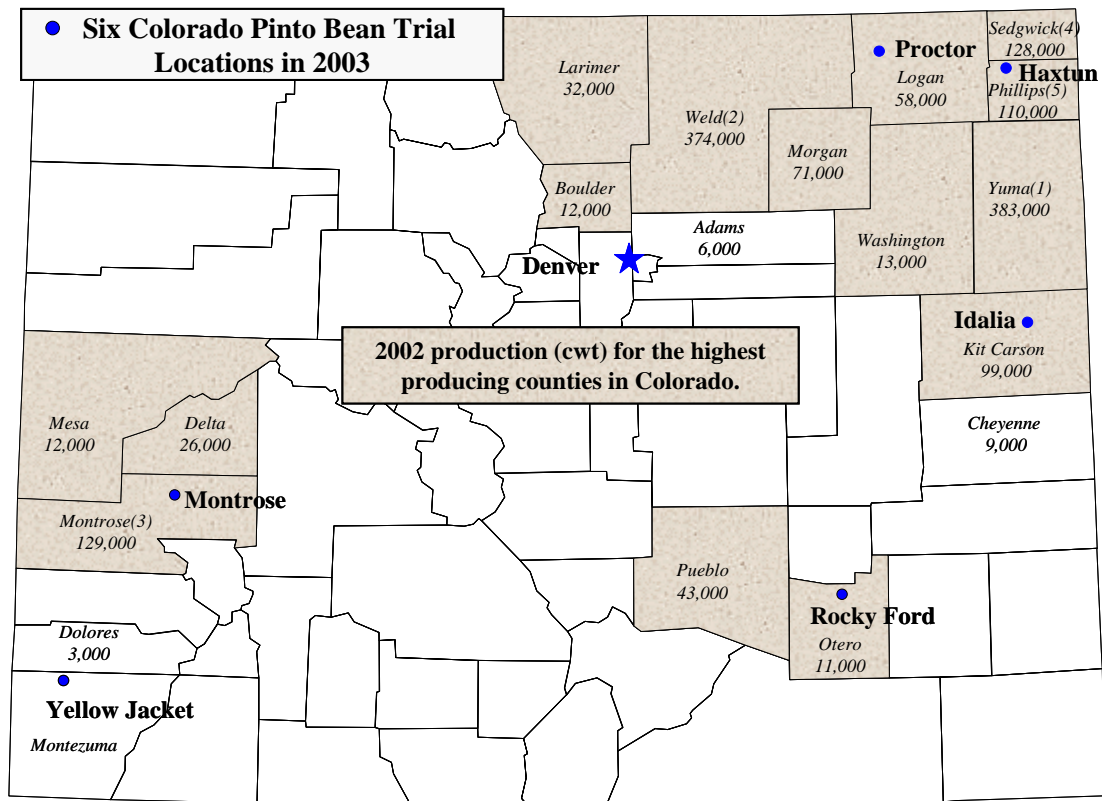 Six Colorado Pinto Bean Trial
Locations in 2003
Larimer
32,000
Weld(2)
374,000
Proctor
Logan
58,000
Sedgwick(4)
128,000
Haxtun
Phillips(5)
110,000
Morgan
71,000
Boulder
12,000
Yuma(1)
383,000
Adams
6,000
Washington
13,000
Denver
Idalia
Kit Carson
99,000
2002 production (cwt) for the highest
producing counties in Colorado.
Mesa
12,000
Delta
26,000
Cheyenne
9,000
Montrose
Montrose(3)
129,000
Pueblo
43,000
Rocky Ford
Otero
11,000
Dolores
3,000
Yellow Jacket
Montezuma